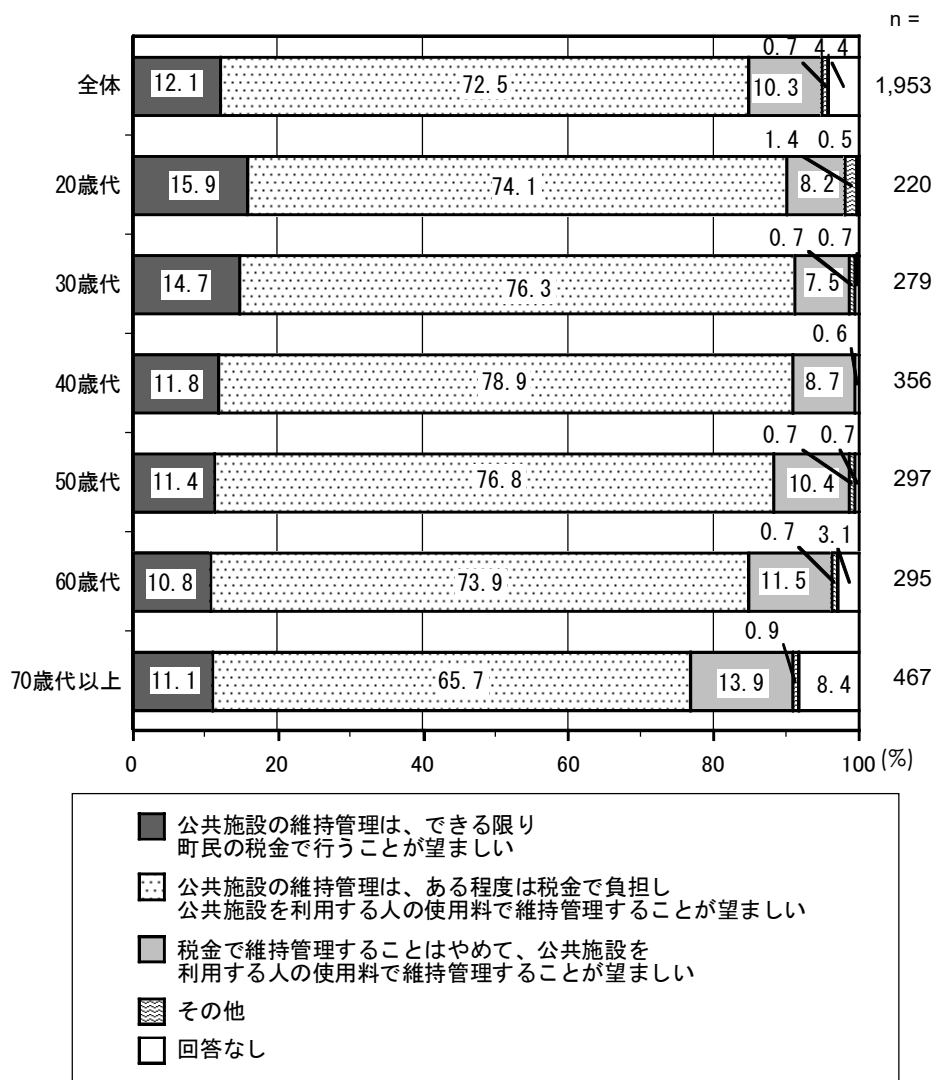 n =
0.7 4.4
全体 12.1 72.5 10.3 1,953
1.4 0.5
20歳代 15.9 74.1 8.2 220
0.7 0.7
30歳代 14.7 76.3 7.5 279
0.6
40歳代 11.8 78.9 8.7 356
0.7 0.7
50歳代 11.4 76.8 10.4 297
0.7 3.1
60歳代 10.8 73.9 11.5 295
0.9
70歳代以上 11.1 65.7 13.9 8.4 467
0 20 40 60 80 100 (%)
公共施設の維持管理は、できる限り
町民の税金で行うことが望ましい
公共施設の維持管理は、ある程度は税金で負担し
公共施設を利用する人の使用料で維持管理することが望ましい
税金で維持管理することはやめて、公共施設を
利用する人の使用料で維持管理することが望ましい
その他
回答なし